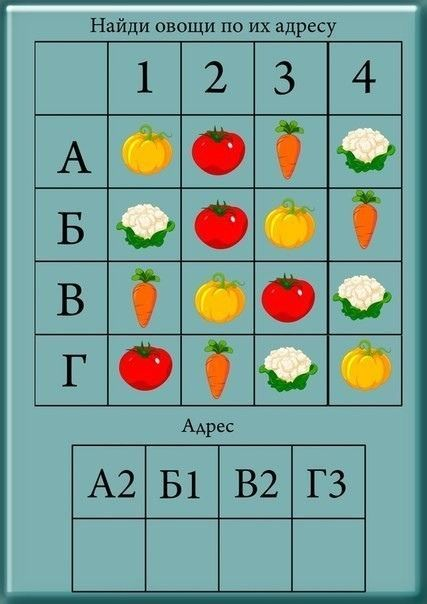 Найди овощи по их адресу
1 2 3 4
А
Б
В
Г
Адрес
А2 Б1 В2 Г3